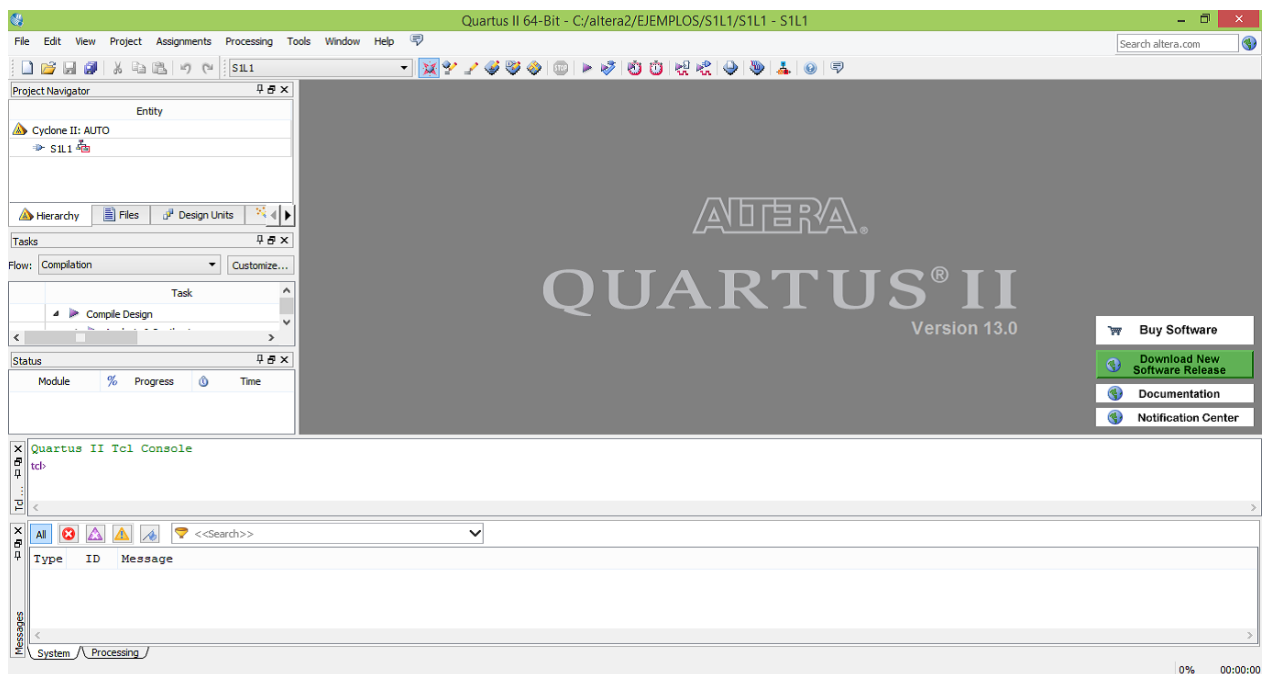 Quartus II 64-Bit - C:/altera2/EJEMPLOS/S1L1/S1L1 - S1L1
File Edit View Project Assignments Processing Tools Window Help
Search altera.com
S1L1
Project Navigator
Entity
Cyclone II: AUTO
S1L1
Hierarchy Files Design Units
Tasks
Flow: Compilation Customize...
Task
Compile Design
Status
Module % Progress Time
ALTERA®
QUARTUS® II
Version 13.0
Buy Software
Download New
Software Release
Documentation
Notification Center
Quartus II Tcl Console
tcl>
Tcl ...
All <<Search>>
Type ID Message
Messages
System Processing
0% 00:00:00